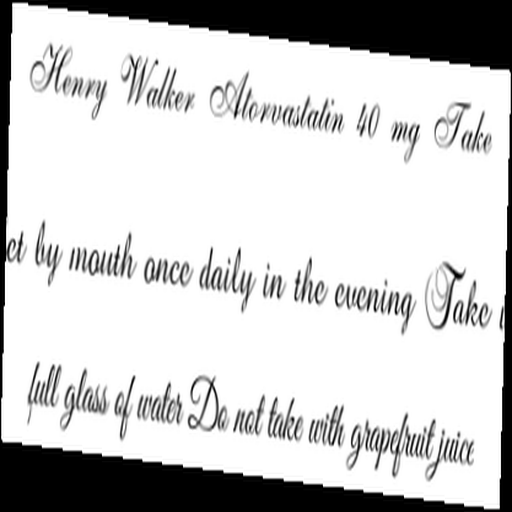 Henry Walker Atorvastatin 40 mg Take
by mouth once daily in the evening Take
full glass of water Do not take with grapefruit juice